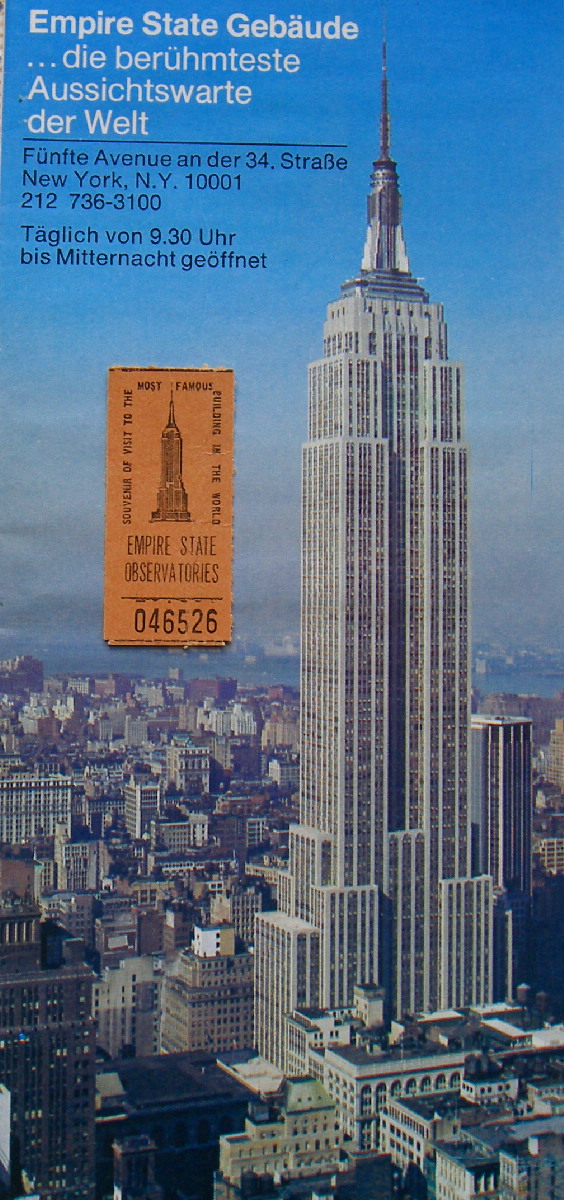 Empire State Gebäude
...die berühmteste
Aussichtswarte
der Welt
Fünfte Avenue an der 34. Straße
New York, N.Y. 10001
212 736-3100
Täglich von 9.30 Uhr
bis Mitternacht geöffnet
SOUVENIR OF VISIT TO THE
MOST FAMOUS
BUILDING IN THE WORLD
EMPIRE STATE
OBSERVATORIES
046526